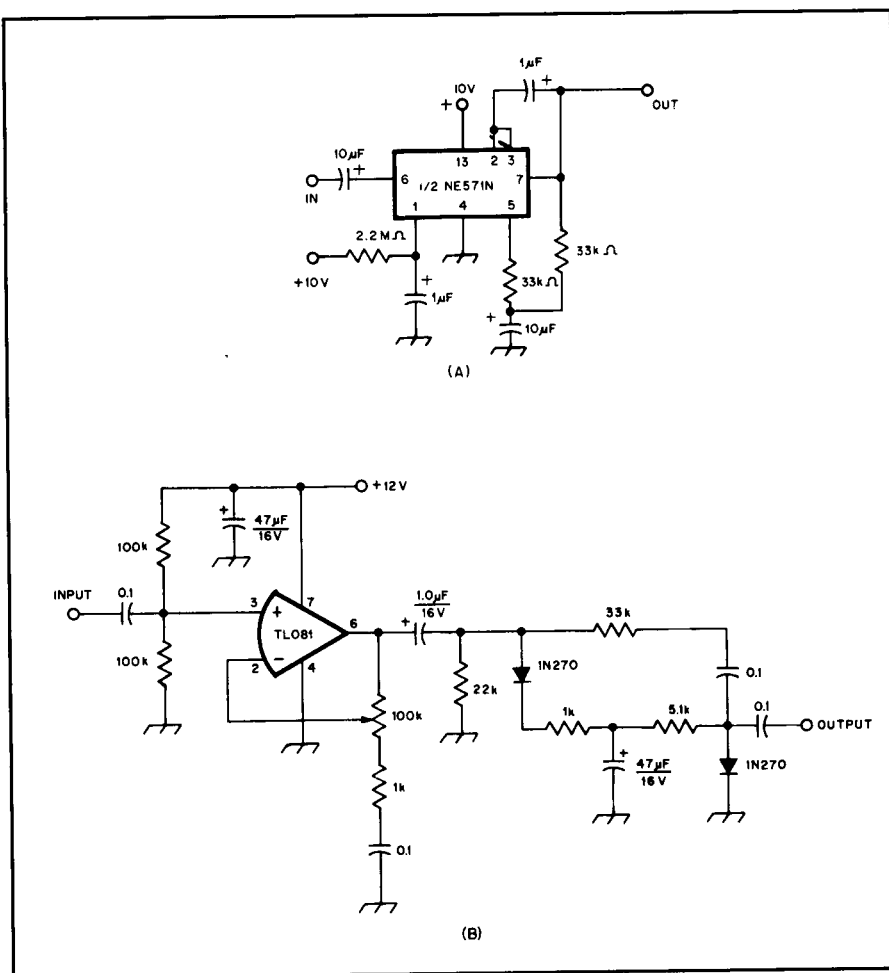 1µF
+
OUT
10V
+
13
2
3
10µF
+
6
1/2 NE571N
7
IN
1
4
5
2.2MΩ
33kΩ
+10V
33kΩ
+
1µF
+
10µF
(A)
+12V
+
47µF
16V
100k
INPUT
0.1
3
+
7
TL081
6
1.0µF
+
16V
33k
100k
2
−
4
1N270
0.1
22k
100k
1k
5.1k
0.1
OUTPUT
+
47µF
16V
1N270
1k
0.1
(B)